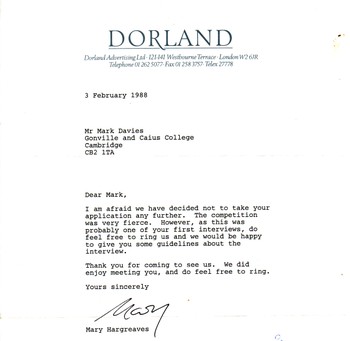 DORLAND
Dorland Advertising Ltd · 121-141 Westbourne Terrace · London W2 6JR
Telephone 01 262 5077 · Fax 01 258 3757 · Telex 27778
3 February 1988
Mr Mark Davies
Gonville and Caius College
Cambridge
CB2 1TA
Dear Mark,
I am afraid we have decided not to take your
application any further. The competition
was very fierce. However, as this was
probably one of your first interviews, do
feel free to ring us and we would be happy
to give you some guidelines about the
interview.
Thank you for coming to see us. We did
enjoy meeting you, and do feel free to ring.
Yours sincerely
Mary
Mary Hargreaves